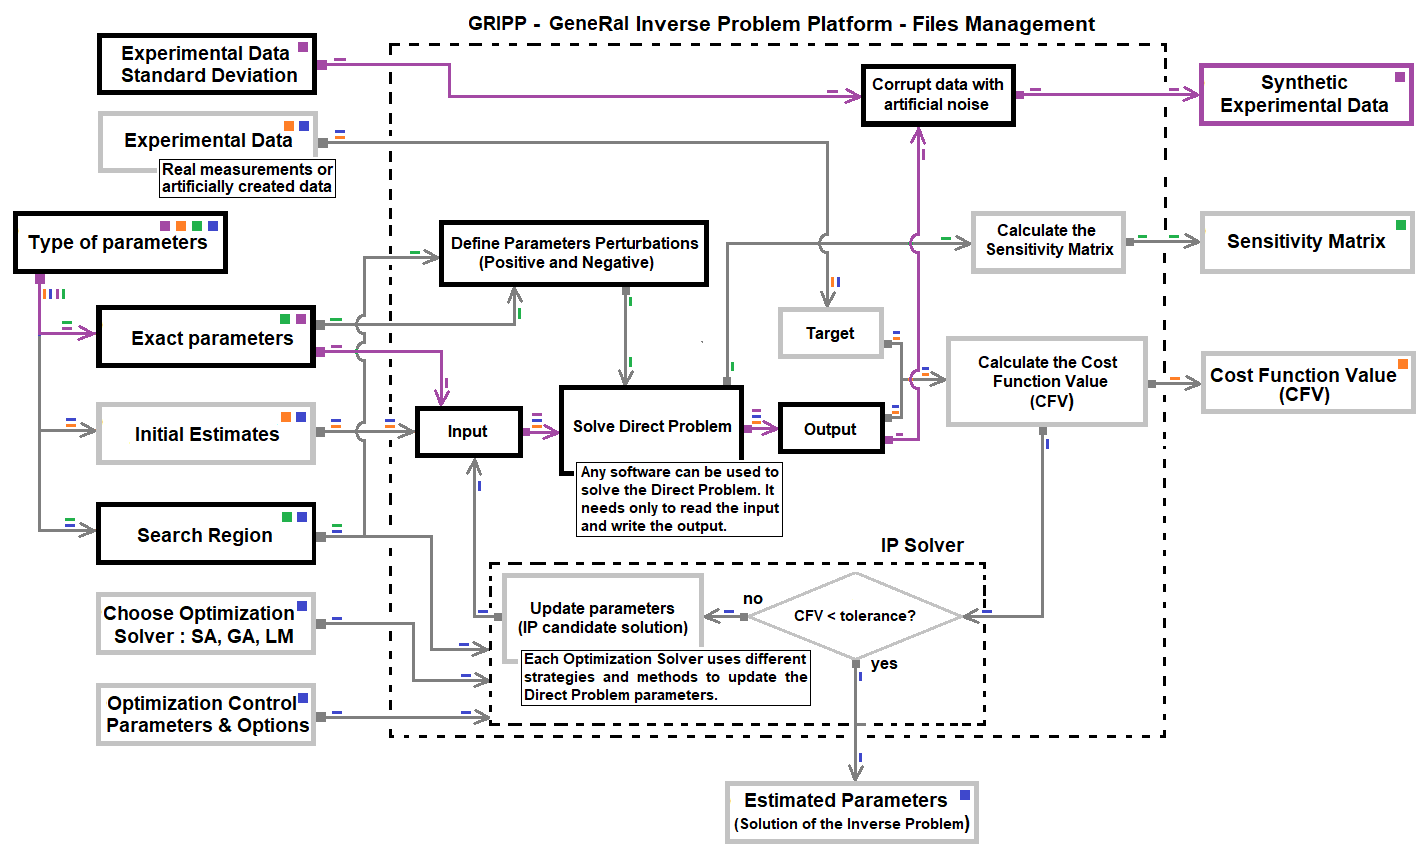 GRIPP - GeneRal Inverse Problem Platform - Files Management
Experimental Data
Standard Deviation
Corrupt data with
artificial noise
Synthetic
Experimental Data
Experimental Data
Real measurements or
artificially created data
Type of parameters
Define Parameters Perturbations
(Positive and Negative)
Calculate the
Sensitivity Matrix
Sensitivity Matrix
Exact parameters
Target
Calculate the Cost
Function Value
(CFV)
Cost Function Value
(CFV)
Initial Estimates
Input
Solve Direct Problem
Output
Any software can be used to
solve the Direct Problem. It
needs only to read the input
and write the output.
Search Region
IP Solver
Choose Optimization
Solver : SA, GA, LM
Update parameters
(IP candidate solution)
no
CFV < tolerance?
yes
Each Optimization Solver uses different
strategies and methods to update the
Direct Problem parameters.
Optimization Control
Parameters & Options
Estimated Parameters
(Solution of the Inverse Problem)